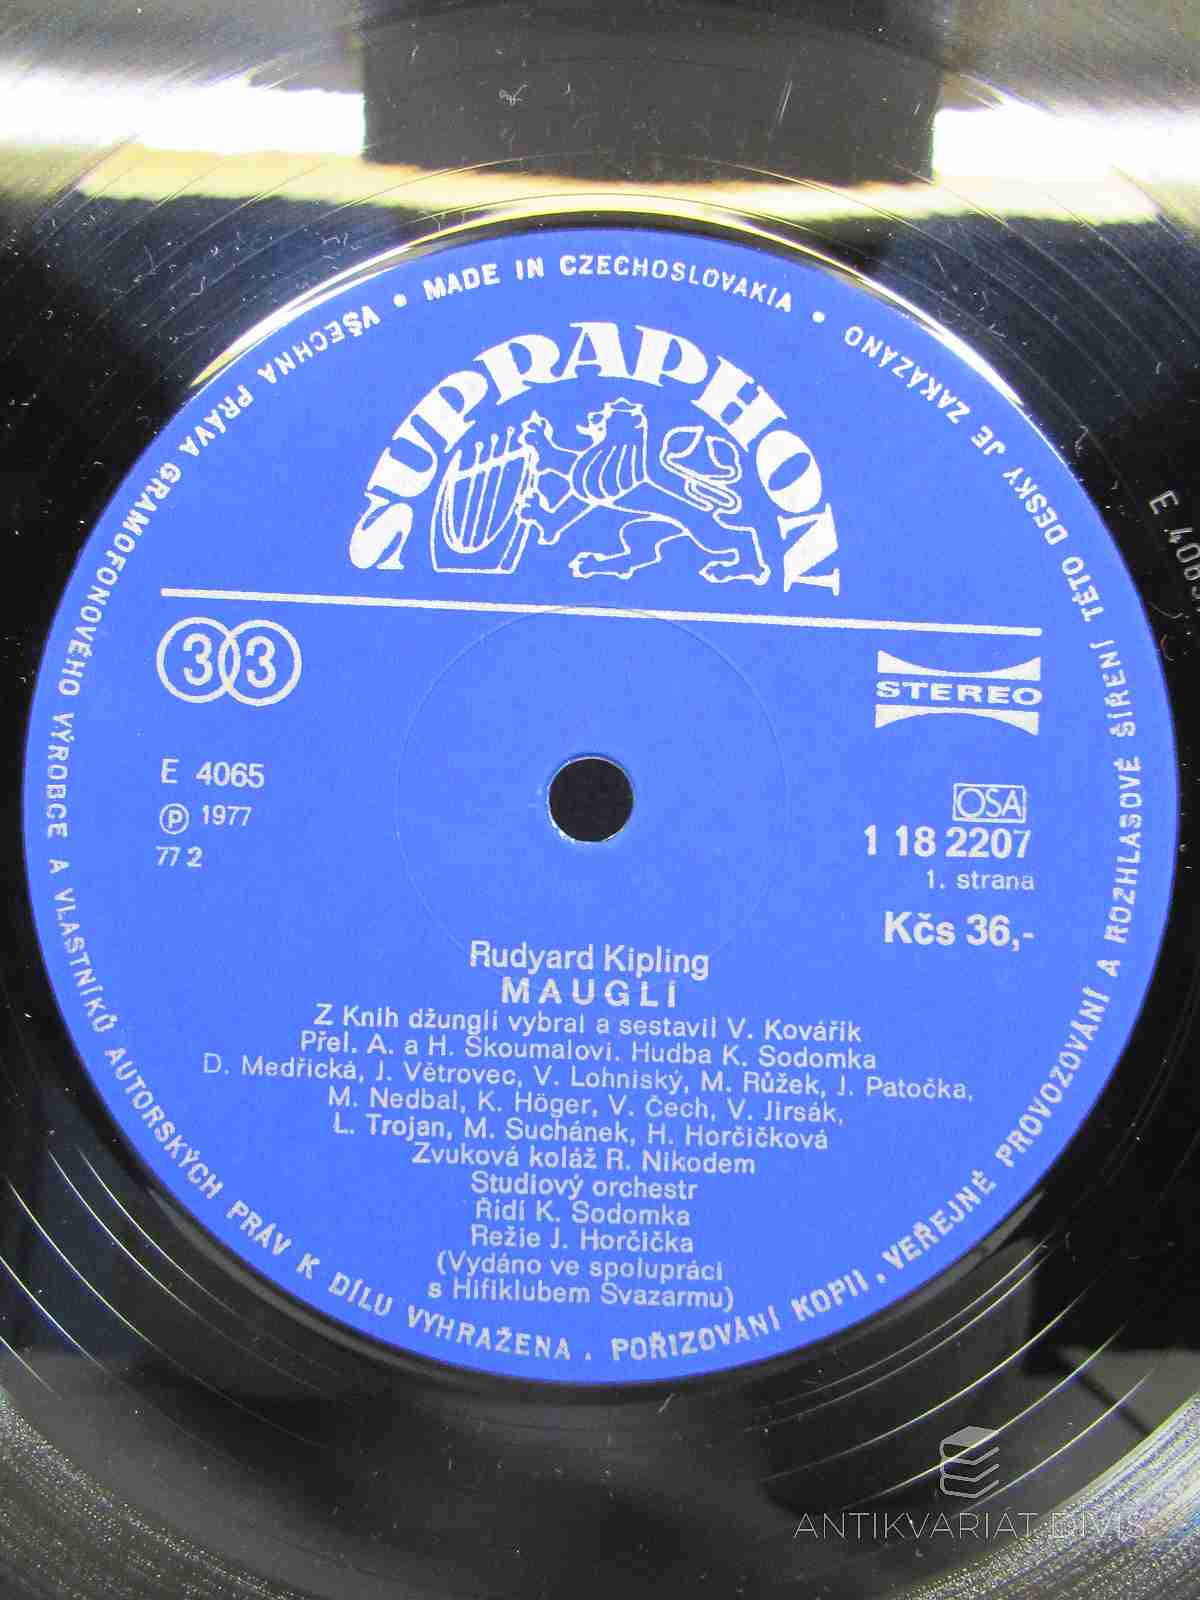 VŠECHNA PRÁVA GRAMOFONOVÉHO VÝROBCE A VLASTNÍKŮ AUTORSKÝCH PRÁV K DÍLU VYHRAŽENA . POŘIZOVÁNÍ KOPII . VEŘEJNÉ PROVOZOVÁNÍ A ROZHLASOVÉ ŠÍŘENÍ TÉTO DESKY JE ZAKÁZÁNO
• MADE IN CZECHOSLOVAKIA •
SUPRAPHON
33
STEREO
E 4065
Ⓟ 1977
77 2
OSA
1 18 2207
1. strana
Kčs 36,-
Rudyard Kipling
MAUGLÍ
Z Knih džunglí vybral a sestavil V. Kovářík
Přel. A. a H. Skoumalovi. Hudba K. Sodomka
D. Medřická, J. Větrovec, V. Lohniský, M. Růžek, J. Patočka,
M. Nedbal, K. Höger, V. Čech, V. Jirsák,
L. Trojan, M. Suchánek, H. Horčičková
Zvuková koláž R. Nikodem
Studiový orchestr
Řídí K. Sodomka
Režie J. Horčička
(Vydáno ve spolupráci
s Hifiklubem Svazarmu)
E 4065
ANTIKVARIÁT DIVIŠ